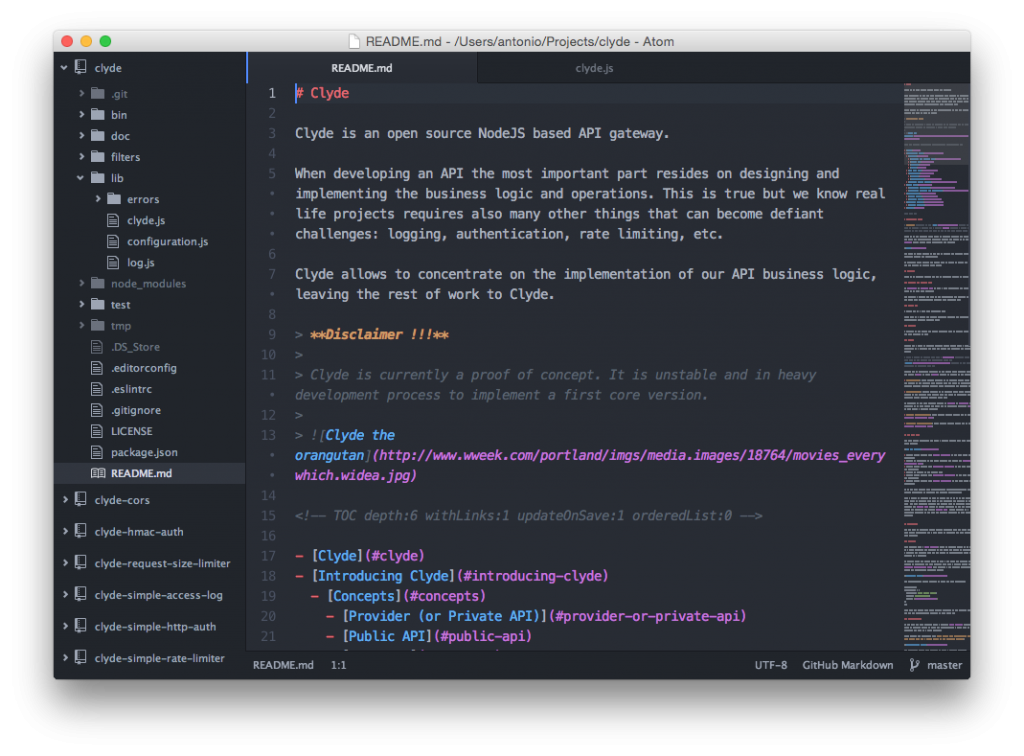 README.md - /Users/antonio/Projects/clyde - Atom
clyde
.git
bin
doc
filters
lib
errors
clyde.js
configuration.js
log.js
node_modules
test
tmp
.DS_Store
.editorconfig
.eslintrc
.gitignore
LICENSE
package.json
README.md
clyde-cors
clyde-hmac-auth
clyde-request-size-limiter
clyde-simple-access-log
clyde-simple-http-auth
clyde-simple-rate-limiter
README.md
clyde.js
1 # Clyde
2
3 Clyde is an open source NodeJS based API gateway.
4
5 When developing an API the most important part resides on designing and
• implementing the business logic and operations. This is true but we know real
• life projects requires also many other things that can become defiant
• challenges: logging, authentication, rate limiting, etc.
6
7 Clyde allows to concentrate on the implementation of our API business logic,
• leaving the rest of work to Clyde.
8
9 > **Disclaimer !!!**
10 >
11 > Clyde is currently a proof of concept. It is unstable and in heavy
• development process to implement a first core version.
12 >
13 > ![Clyde the
• orangutan](http://www.wweek.com/portland/imgs/media.images/18764/movies_every
• which.widea.jpg)
14
15 <!-- TOC depth:6 withLinks:1 updateOnSave:1 orderedList:0 -->
16
17 - [Clyde](#clyde)
18 - [Introducing Clyde](#introducing-clyde)
19 - [Concepts](#concepts)
20 - [Provider (or Private API)](#provider-or-private-api)
21 - [Public API](#public-api)
README.md 1:1
UTF-8 GitHub Markdown master